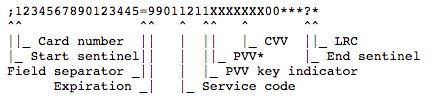 ;1234567890123445=99011211XXXXXXX00***?*
^^               ^^   ^  ^^     ^    ^^
||_ Card number  ||   |  ||     |_ CVV ||_ LRC
|_ Start sentinel||   |  ||_ PVV*    |_ End sentinel
Field separator _||   |  |_ PVV key indicator
Expiration _|   |_ Service code